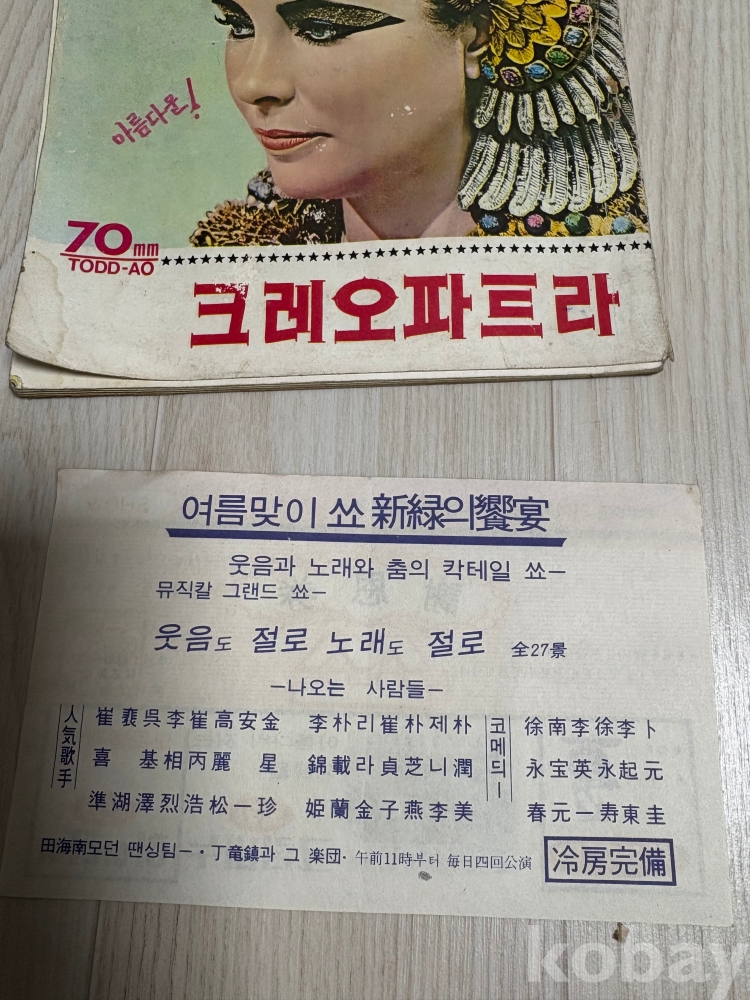 아름다움이!
70mm
TODD-AO
크레오파트라
여름맞이 쑈 新緑의 饗宴
웃음과 노래와 춤의 칵테일 쑈ー
뮤직칼 그랜드 쑈ー
웃음도 절로 노래도 절로 全27景
ー나오는 사람들ー
人気歌手
崔喜準
裵湖
呉基澤
李相烈
崔丙浩
高麗松
安一
金星珍
李錦姫
朴載蘭
리라金
崔貞子
朴芝燕
제니李
朴潤美
코메듸ー
徐永春
南宝元
李英一
徐永寿
李起東
卜元圭
田海南모던 땐싱팀ー·丁竜鎮과 그 楽団· 午前11時부터 毎日四回公演
冷房完備
kobay